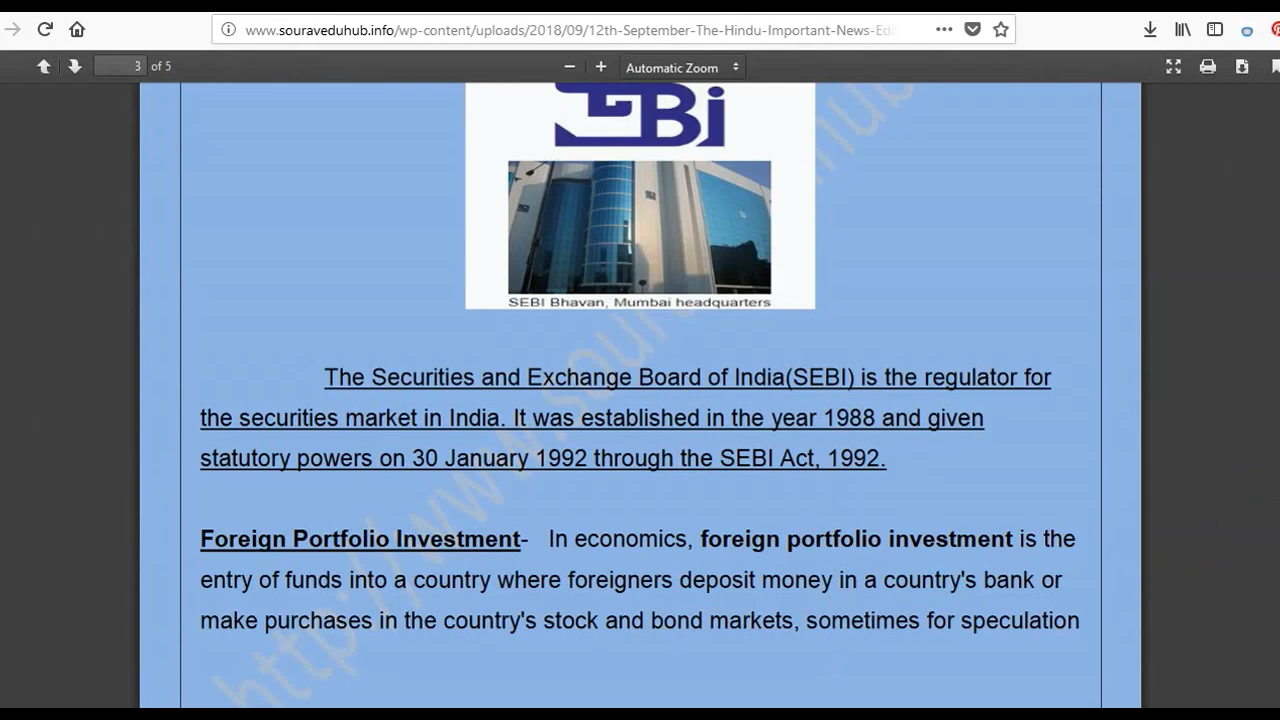 www.souraveduhub.info/wp-content/uploads/2018/09/12th-September-The-Hindu-Important-News-Edi
3 of 5
Automatic Zoom
SEBI
SEBI Bhavan, Mumbai headquarters
The Securities and Exchange Board of India(SEBI) is the regulator for
the securities market in India. It was established in the year 1988 and given
statutory powers on 30 January 1992 through the SEBI Act, 1992.
Foreign Portfolio Investment- In economics, foreign portfolio investment is the
entry of funds into a country where foreigners deposit money in a country's bank or
make purchases in the country's stock and bond markets, sometimes for speculation